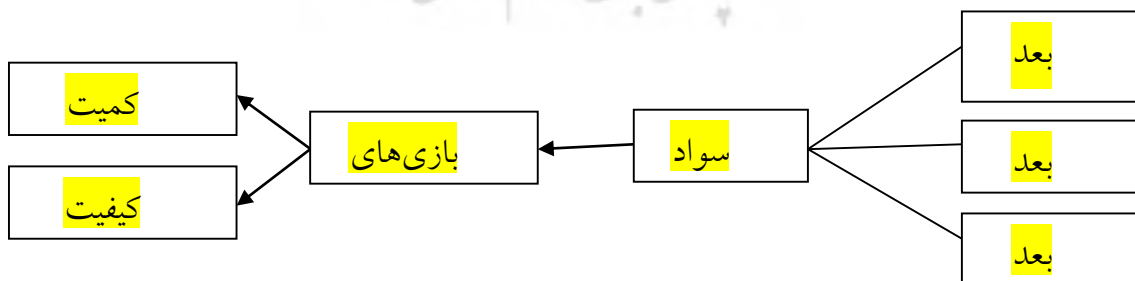 بعد
بعد
بعد
سواد
بازی‌های
کمیت
کیفیت